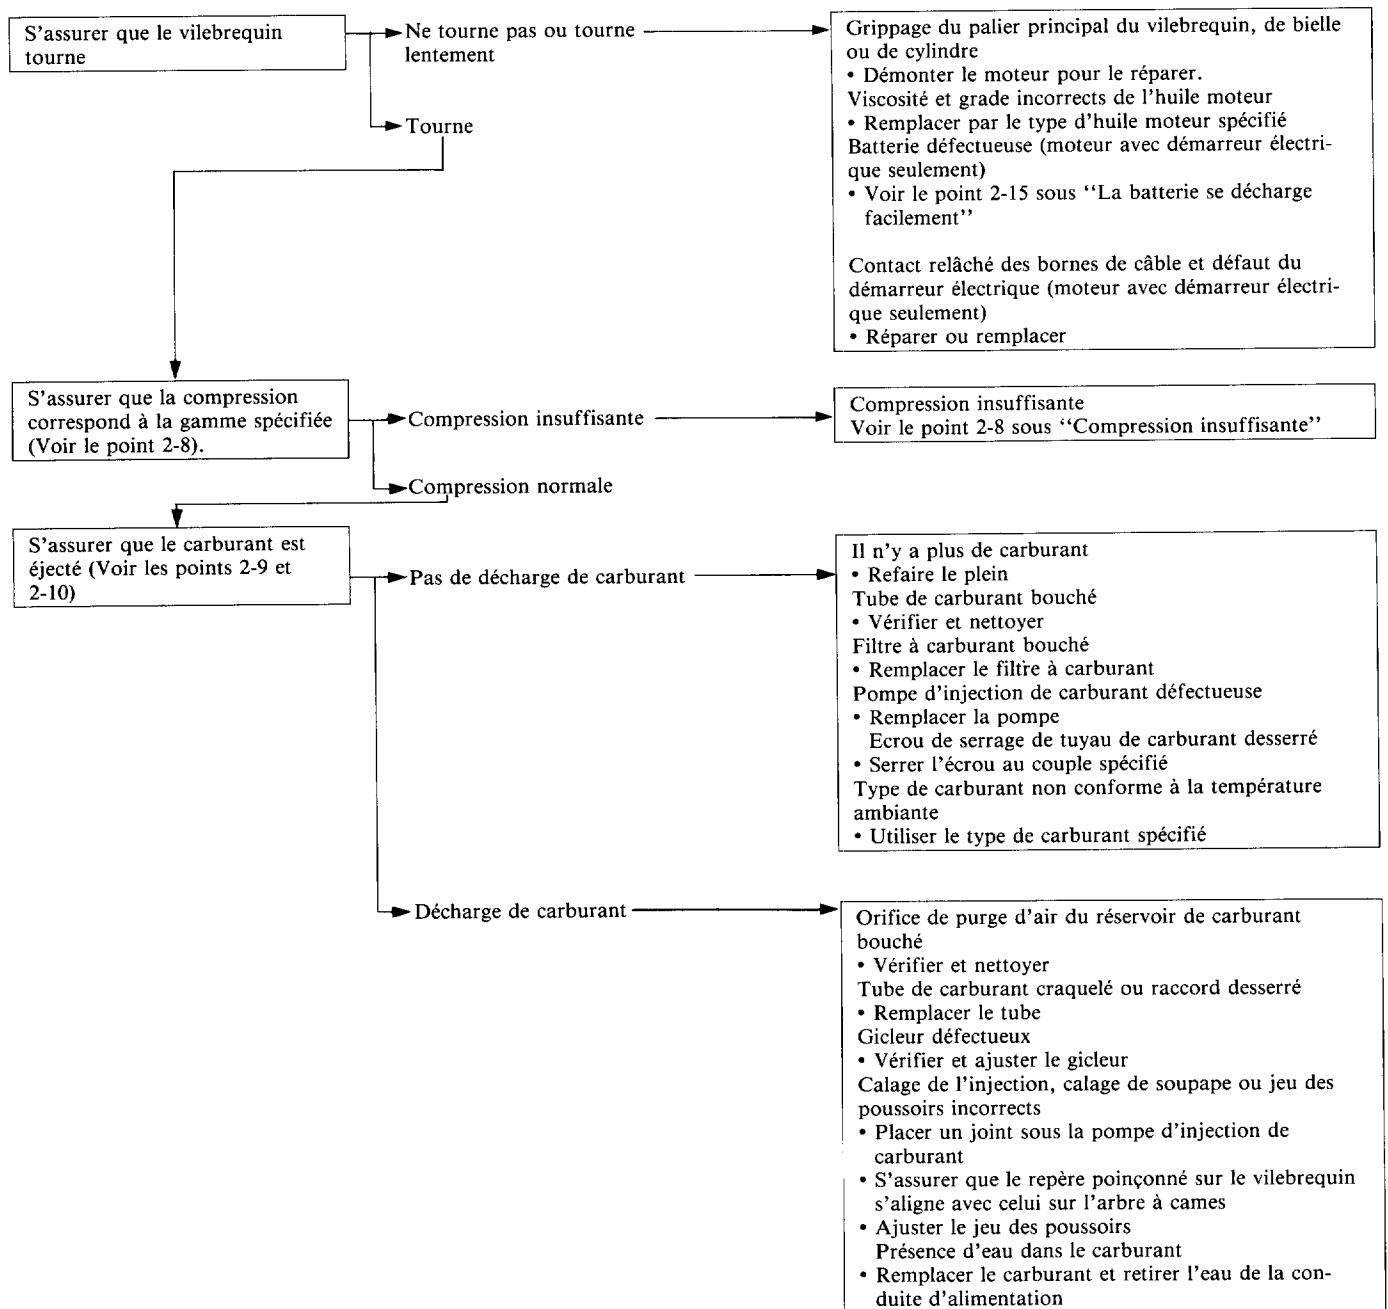 S'assurer que le vilebrequin
tourne
Ne tourne pas ou tourne
lentement
Tourne
Grippage du palier principal du vilebrequin, de bielle
ou de cylindre
• Démonter le moteur pour le réparer.
Viscosité et grade incorrects de l'huile moteur
• Remplacer par le type d'huile moteur spécifié
Batterie défectueuse (moteur avec démarreur électri-
que seulement)
• Voir le point 2-15 sous ‘‘La batterie se décharge
facilement’’
Contact relâché des bornes de câble et défaut du
démarreur électrique (moteur avec démarreur électri-
que seulement)
• Réparer ou remplacer
S'assurer que la compression
correspond à la gamme spécifiée
(Voir le point 2-8).
Compression insuffisante
Compression normale
Compression insuffisante
Voir le point 2-8 sous ‘‘Compression insuffisante’’
S'assurer que le carburant est
éjecté (Voir les points 2-9 et
2-10)
Pas de décharge de carburant
Il n'y a plus de carburant
• Refaire le plein
Tube de carburant bouché
• Vérifier et nettoyer
Filtre à carburant bouché
• Remplacer le filtre à carburant
Pompe d'injection de carburant défectueuse
• Remplacer la pompe
Ecrou de serrage de tuyau de carburant desserré
• Serrer l'écrou au couple spécifié
Type de carburant non conforme à la température
ambiante
• Utiliser le type de carburant spécifié
Décharge de carburant
Orifice de purge d'air du réservoir de carburant
bouché
• Vérifier et nettoyer
Tube de carburant craquelé ou raccord desserré
• Remplacer le tube
Gicleur défectueux
• Vérifier et ajuster le gicleur
Calage de l'injection, calage de soupape ou jeu des
poussoirs incorrects
• Placer un joint sous la pompe d'injection de
carburant
• S'assurer que le repère poinçonné sur le vilebrequin
s'aligne avec celui sur l'arbre à cames
• Ajuster le jeu des poussoirs
Présence d'eau dans le carburant
• Remplacer le carburant et retirer l'eau de la con-
duite d'alimentation